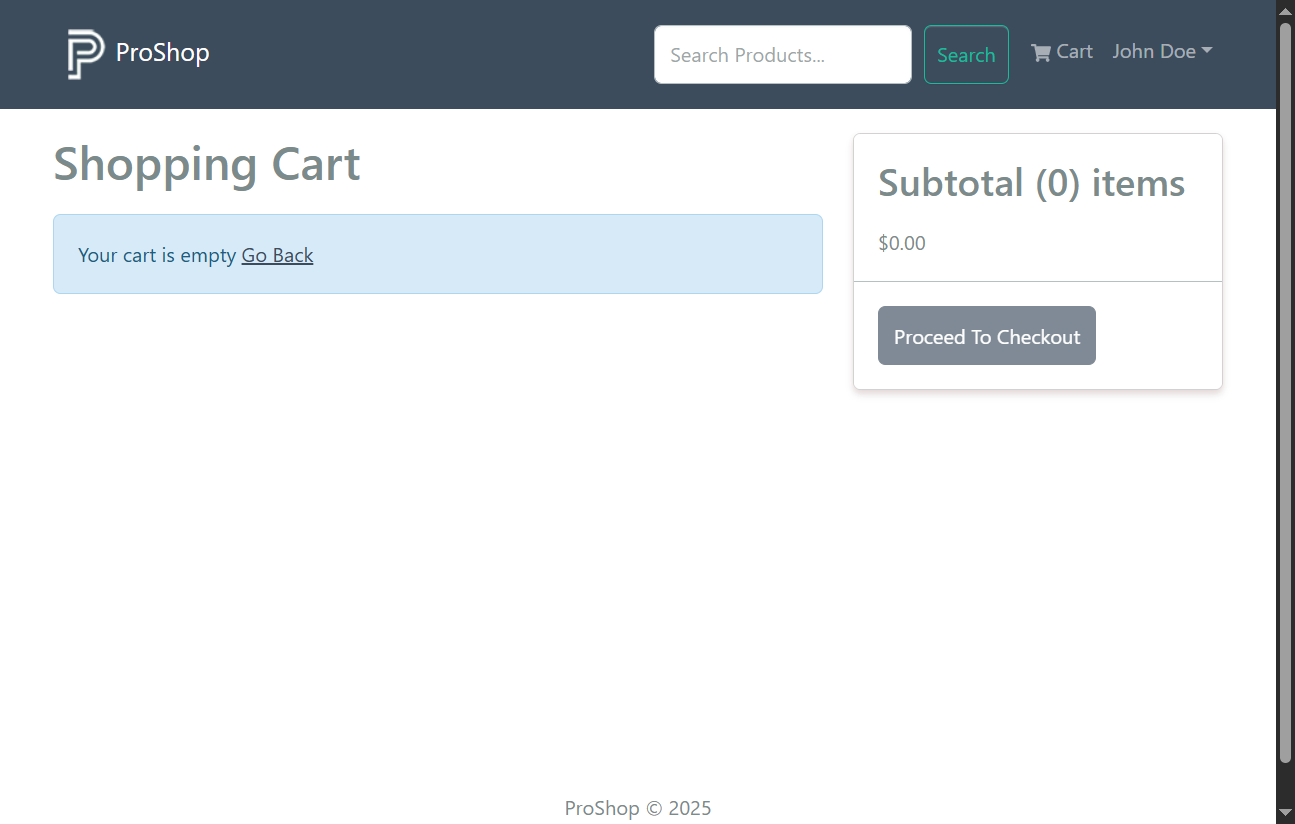 ProShop
Search Products...
Search
Cart
John Doe
Shopping Cart
Your cart is empty Go Back
Subtotal (0) items
$0.00
Proceed To Checkout
ProShop © 2025